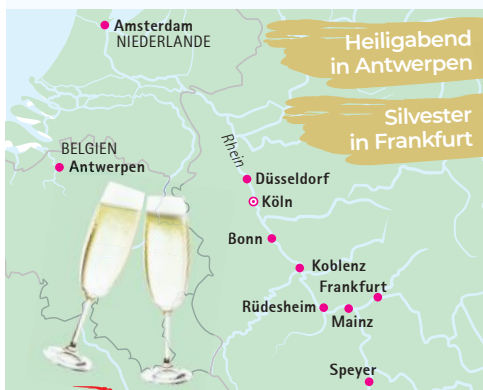 Amsterdam
NIEDERLANDE
Heiligabend
in Antwerpen
Silvester
in Frankfurt
BELGIEN
Antwerpen
Rhein
Düsseldorf
Köln
Bonn
Koblenz
Frankfurt
Rüdesheim
Mainz
Speyer